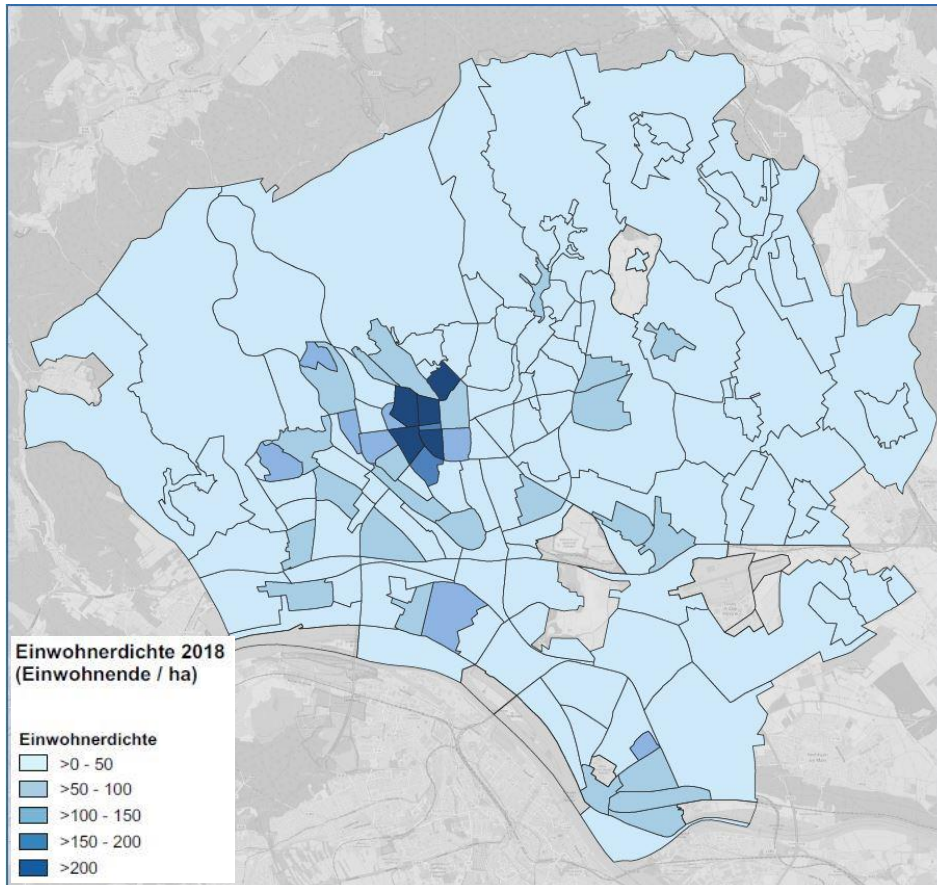 Einwohnerdichte 2018
(Einwohnende / ha)
Einwohnerdichte
>0 - 50
>50 - 100
>100 - 150
>150 - 200
>200